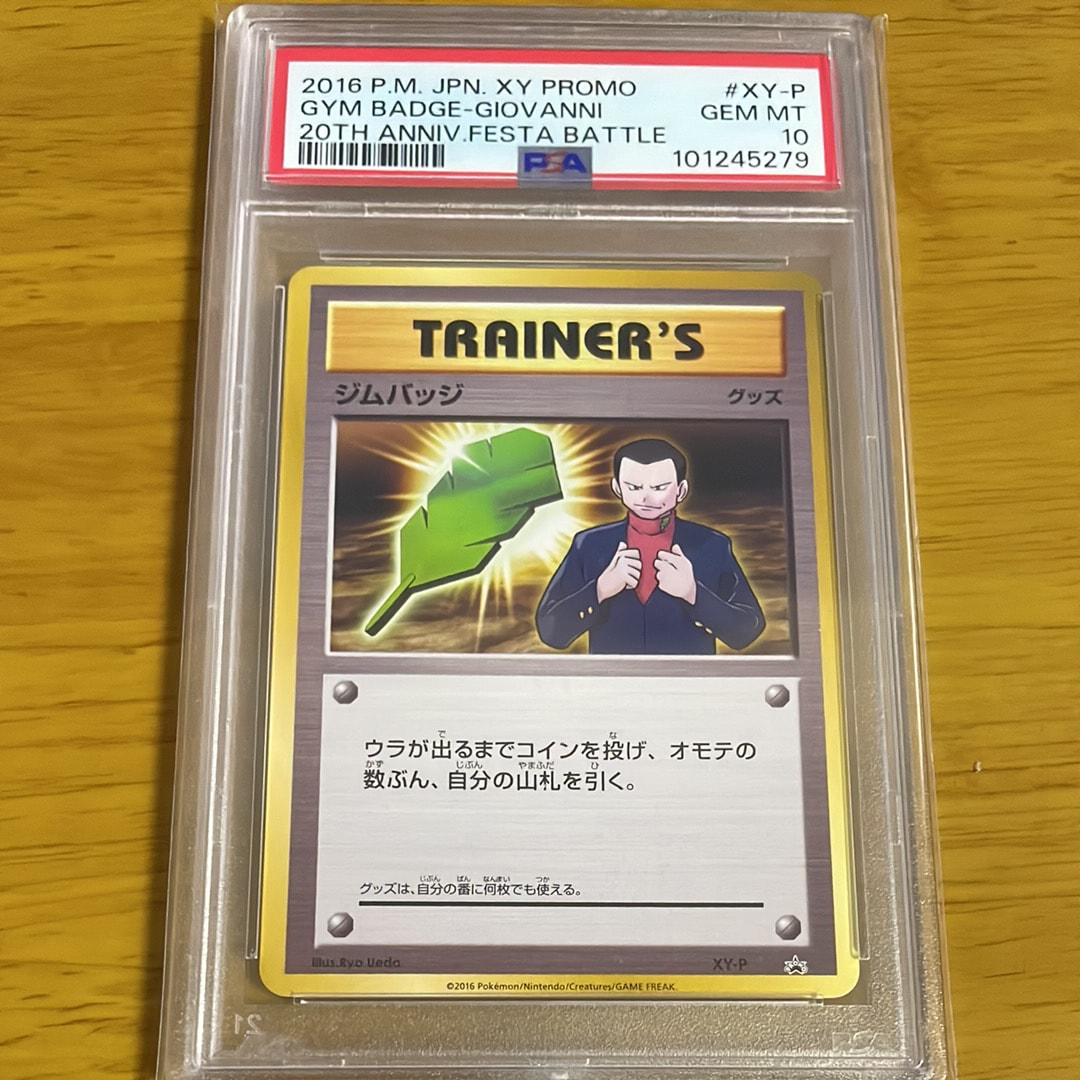 2016 P.M. JPN. XY PROMO #XY-P
GYM BADGE-GIOVANNI GEM MT
20TH ANNIV.FESTA BATTLE 10
PSA 101245279
TRAINER'S
ジムバッジ グッズ
ウラが出るまでコインを投げ、オモテの
数ぶん、自分の山札を引く。
グッズは、自分の番に何枚でも使える。
Illus.Ryo Ueda XY-P
©2016 Pokémon/Nintendo/Creatures/GAME FREAK.